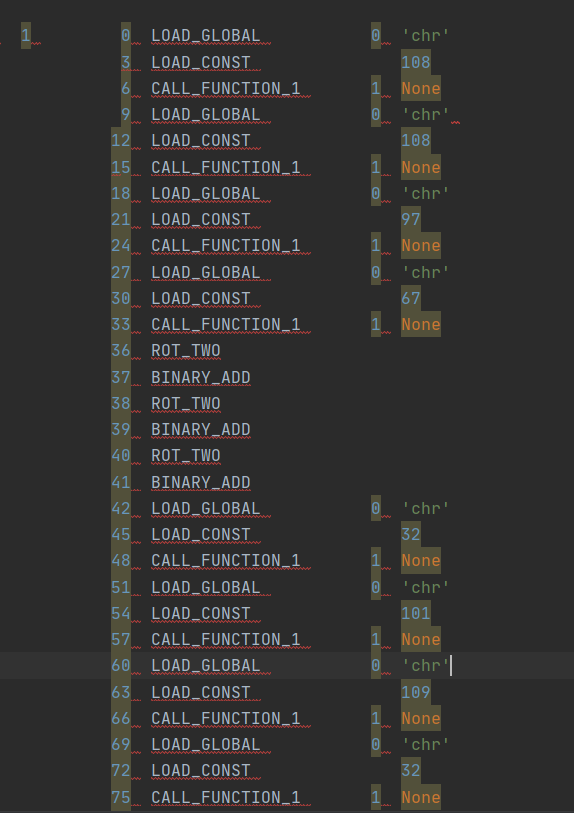 1 0 LOAD_GLOBAL 0 'chr'
3 LOAD_CONST 108
6 CALL_FUNCTION_1 1 None
9 LOAD_GLOBAL 0 'chr'
12 LOAD_CONST 108
15 CALL_FUNCTION_1 1 None
18 LOAD_GLOBAL 0 'chr'
21 LOAD_CONST 97
24 CALL_FUNCTION_1 1 None
27 LOAD_GLOBAL 0 'chr'
30 LOAD_CONST 67
33 CALL_FUNCTION_1 1 None
36 ROT_TWO
37 BINARY_ADD
38 ROT_TWO
39 BINARY_ADD
40 ROT_TWO
41 BINARY_ADD
42 LOAD_GLOBAL 0 'chr'
45 LOAD_CONST 32
48 CALL_FUNCTION_1 1 None
51 LOAD_GLOBAL 0 'chr'
54 LOAD_CONST 101
57 CALL_FUNCTION_1 1 None
60 LOAD_GLOBAL 0 'chr'
63 LOAD_CONST 109
66 CALL_FUNCTION_1 1 None
69 LOAD_GLOBAL 0 'chr'
72 LOAD_CONST 32
75 CALL_FUNCTION_1 1 None